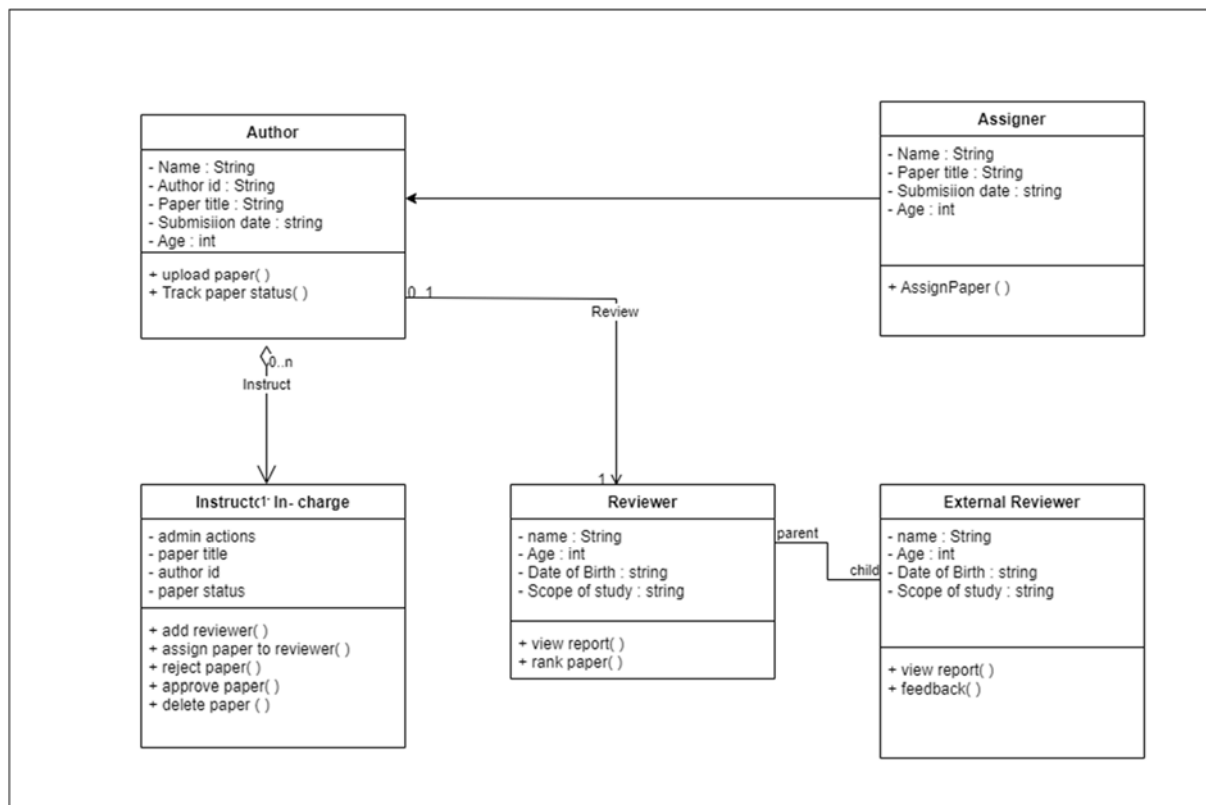 Author
- Name : String
- Author id : String
- Paper title : String
- Submisiion date : string
- Age : int
+ upload paper( )
+ Track paper status( )
Assigner
- Name : String
- Paper title : String
- Submisiion date : string
- Age : int
+ AssignPaper ( )
0..1
Review
1
0..n
Instruct
1
Instructor In- charge
- admin actions
- paper title
- author id
- paper status
+ add reviewer( )
+ assign paper to reviewer( )
+ reject paper( )
+ approve paper( )
+ delete paper ( )
Reviewer
- name : String
- Age : int
- Date of Birth : string
- Scope of study : string
+ view report( )
+ rank paper( )
parent
child
External Reviewer
- name : String
- Age : int
- Date of Birth : string
- Scope of study : string
+ view report( )
+ feedback( )